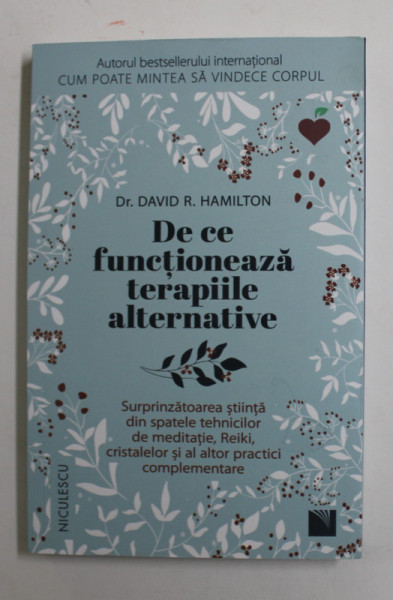 Autorul bestsellerului internațional
CUM POATE MINTEA SĂ VINDECE CORPUL
Dr. DAVID R. HAMILTON
De ce
funcționează
terapiile
alternative
Surprinzătoarea știință
din spatele tehnicilor
de meditație, Reiki,
cristalelor și al altor practici
complementare
NICULESCU